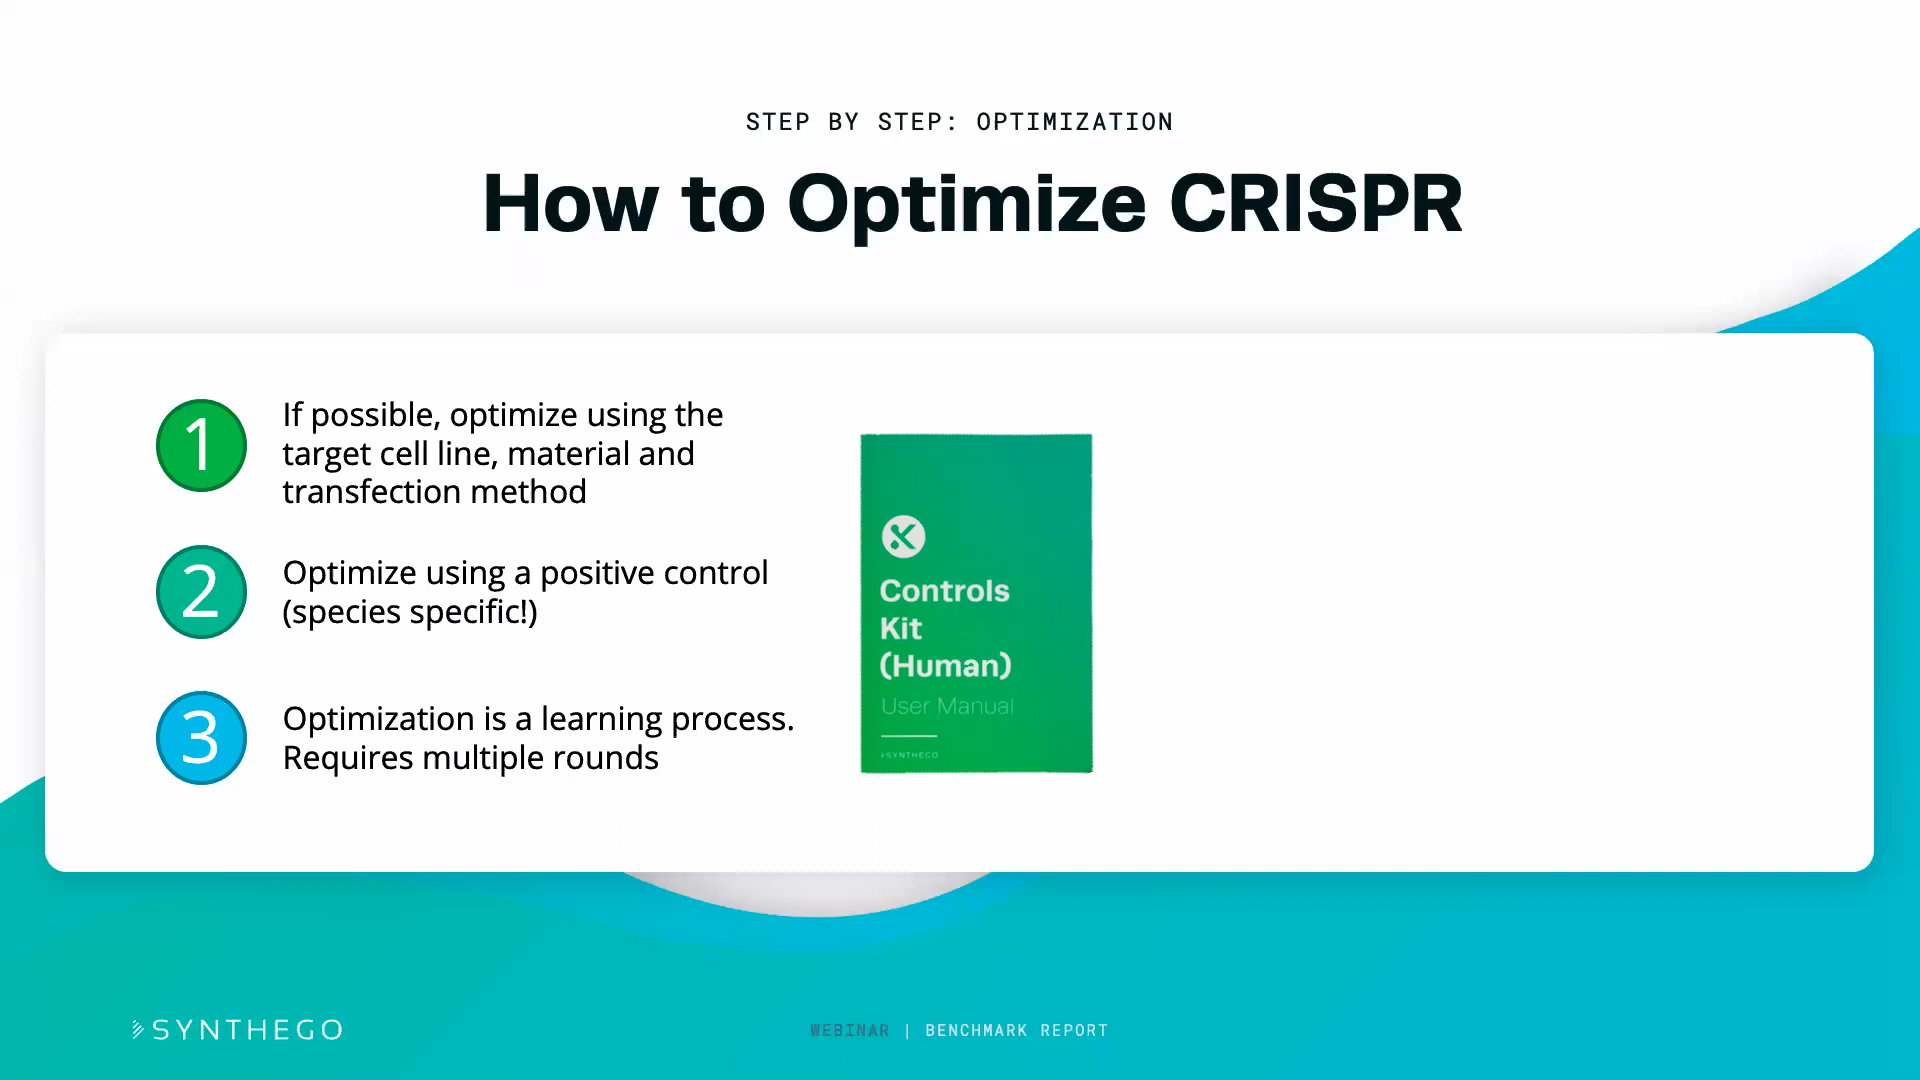 STEP BY STEP: OPTIMIZATION
How to Optimize CRISPR
1
If possible, optimize using the
target cell line, material and
transfection method
2
Optimize using a positive control
(species specific!)
3
Optimization is a learning process.
Requires multiple rounds
Controls
Kit
(Human)
User Manual
SYNTHEGO
SYNTHEGO
WEBINAR | BENCHMARK REPORT